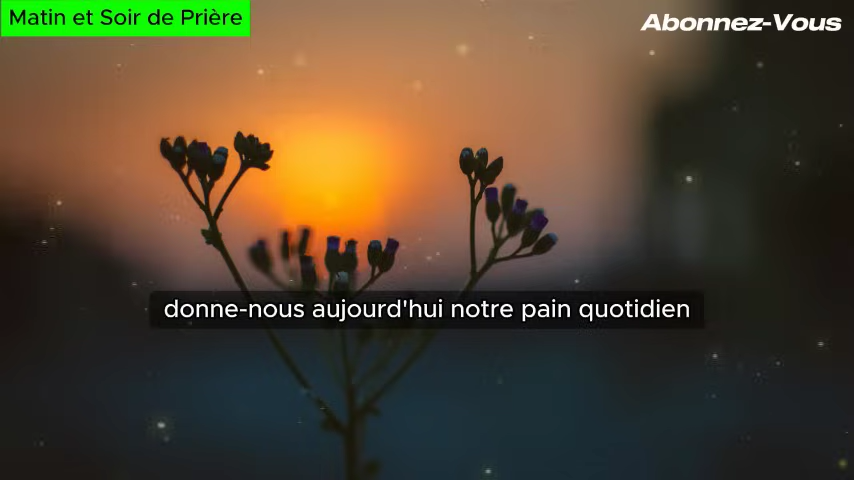 Matin et Soir de Prière
Abonnez-Vous
donne-nous aujourd'hui notre pain quotidien